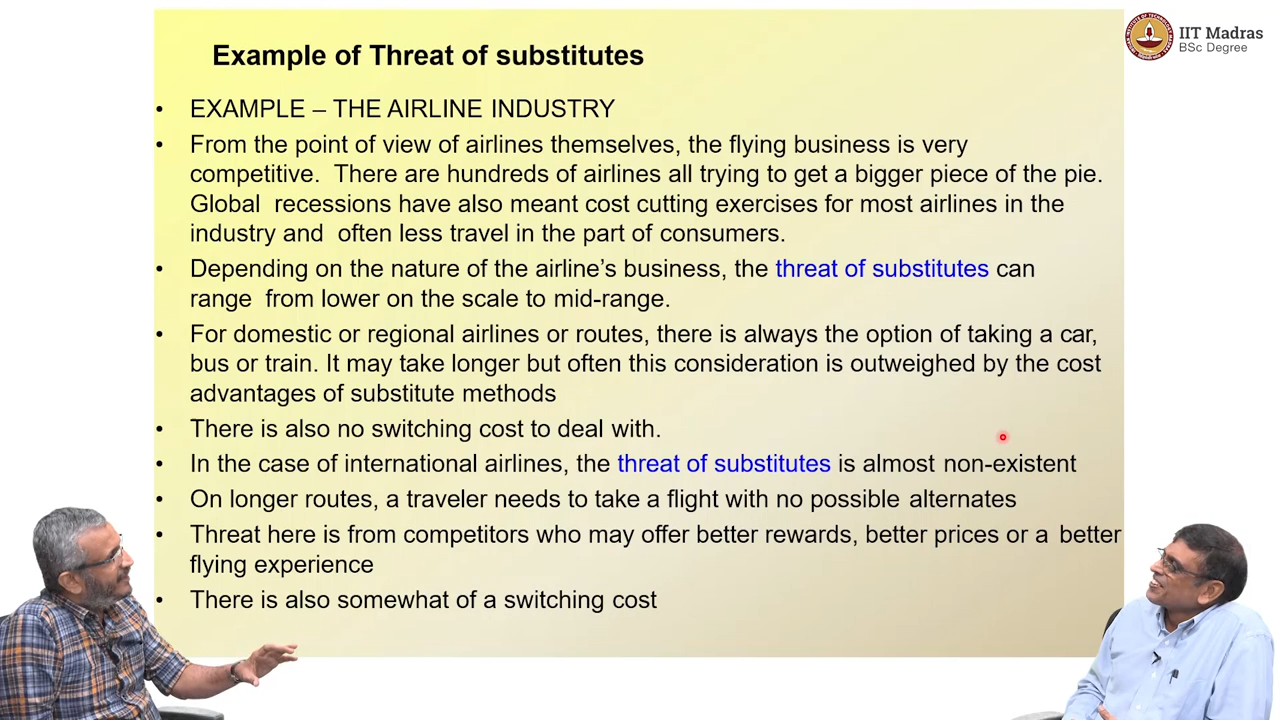 IIT Madras
BSc Degree
Example of Threat of substitutes
• EXAMPLE – THE AIRLINE INDUSTRY
• From the point of view of airlines themselves, the flying business is very
competitive. There are hundreds of airlines all trying to get a bigger piece of the pie.
Global recessions have also meant cost cutting exercises for most airlines in the
industry and often less travel in the part of consumers.
• Depending on the nature of the airline’s business, the threat of substitutes can
range from lower on the scale to mid-range.
• For domestic or regional airlines or routes, there is always the option of taking a car,
bus or train. It may take longer but often this consideration is outweighed by the cost
advantages of substitute methods
• There is also no switching cost to deal with.
• In the case of international airlines, the threat of substitutes is almost non-existent
• On longer routes, a traveler needs to take a flight with no possible alternates
• Threat here is from competitors who may offer better rewards, better prices or a better
flying experience
• There is also somewhat of a switching cost